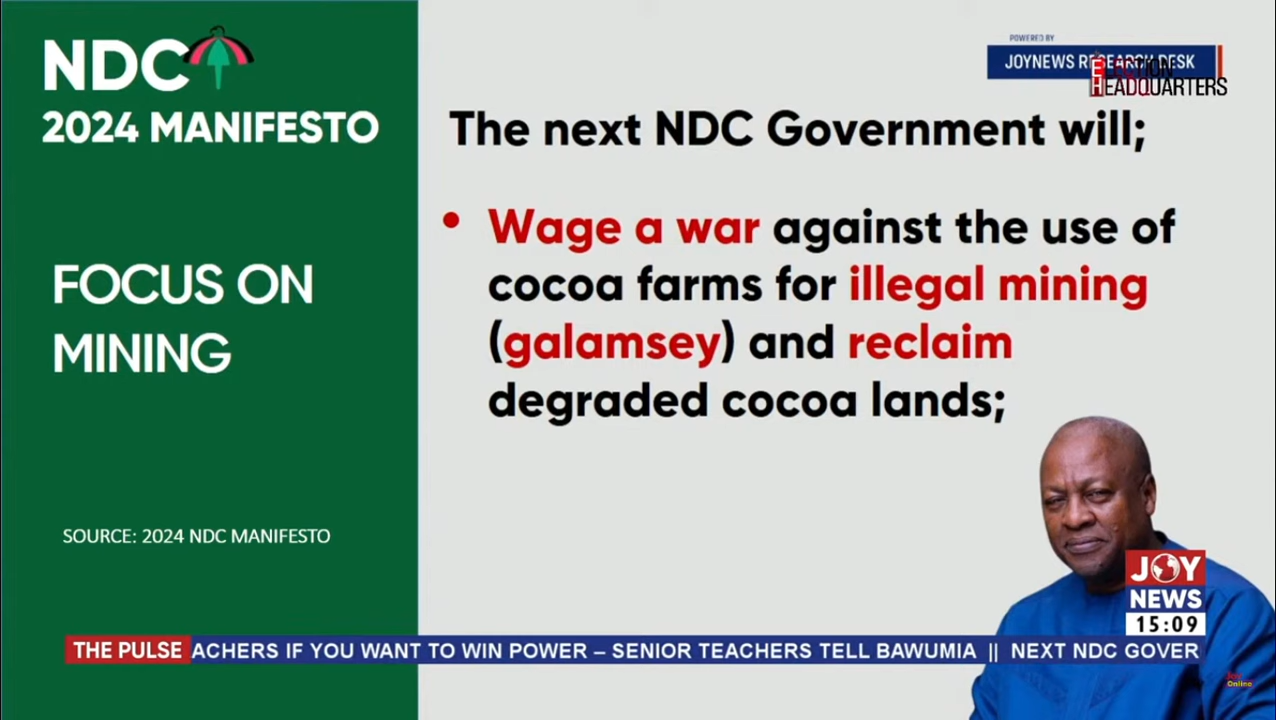 NDC
2024 MANIFESTO
FOCUS ON
MINING
SOURCE: 2024 NDC MANIFESTO
POWERED BY
JOYNEWS RESEARCH DESK
ELECTION
HEADQUARTERS
The next NDC Government will;
• Wage a war against the use of
cocoa farms for illegal mining
(galamsey) and reclaim
degraded cocoa lands;
JOY
NEWS
15:09
THE PULSE ACHERS IF YOU WANT TO WIN POWER – SENIOR TEACHERS TELL BAWUMIA || NEXT NDC GOVER
Joy
Online